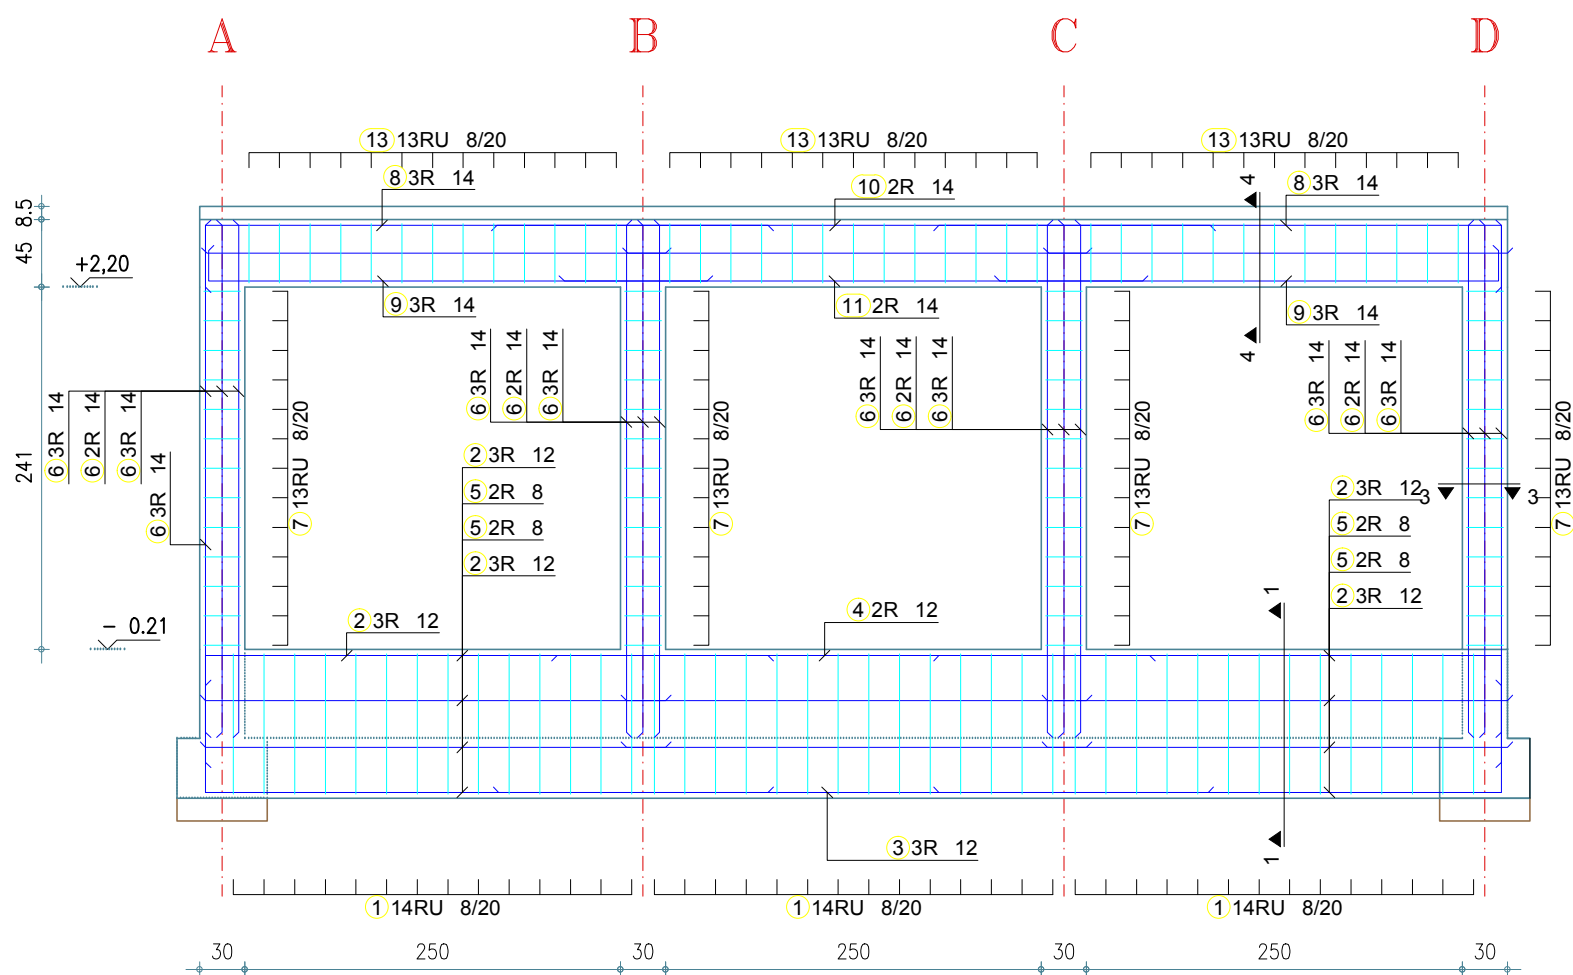 A B C D
13 13RU 8/20
13 13RU 8/20
13 13RU 8/20
8 3R 14
10 2R 14
4
8 3R 14
8.5
45
+2,20
9 3R 14
11 2R 14
9 3R 14
4
6 3R 14
6 2R 14
6 3R 14
6 3R 14
6 2R 14
6 3R 14
6 3R 14
6 2R 14
6 3R 14
6 3R 14
6 2R 14
6 3R 14
6 3R 14
241
7 13RU 8/20
7 13RU 8/20
7 13RU 8/20
7 13RU 8/20
2 3R 12
5 2R 8
5 2R 8
2 3R 12
2 3R 12
5 2R 8
5 2R 8
2 3R 12
3 3
- 0.21
2 3R 12
4 2R 12
1
3 3R 12
1
1 14RU 8/20
1 14RU 8/20
1 14RU 8/20
30 250 30 250 30 250 30